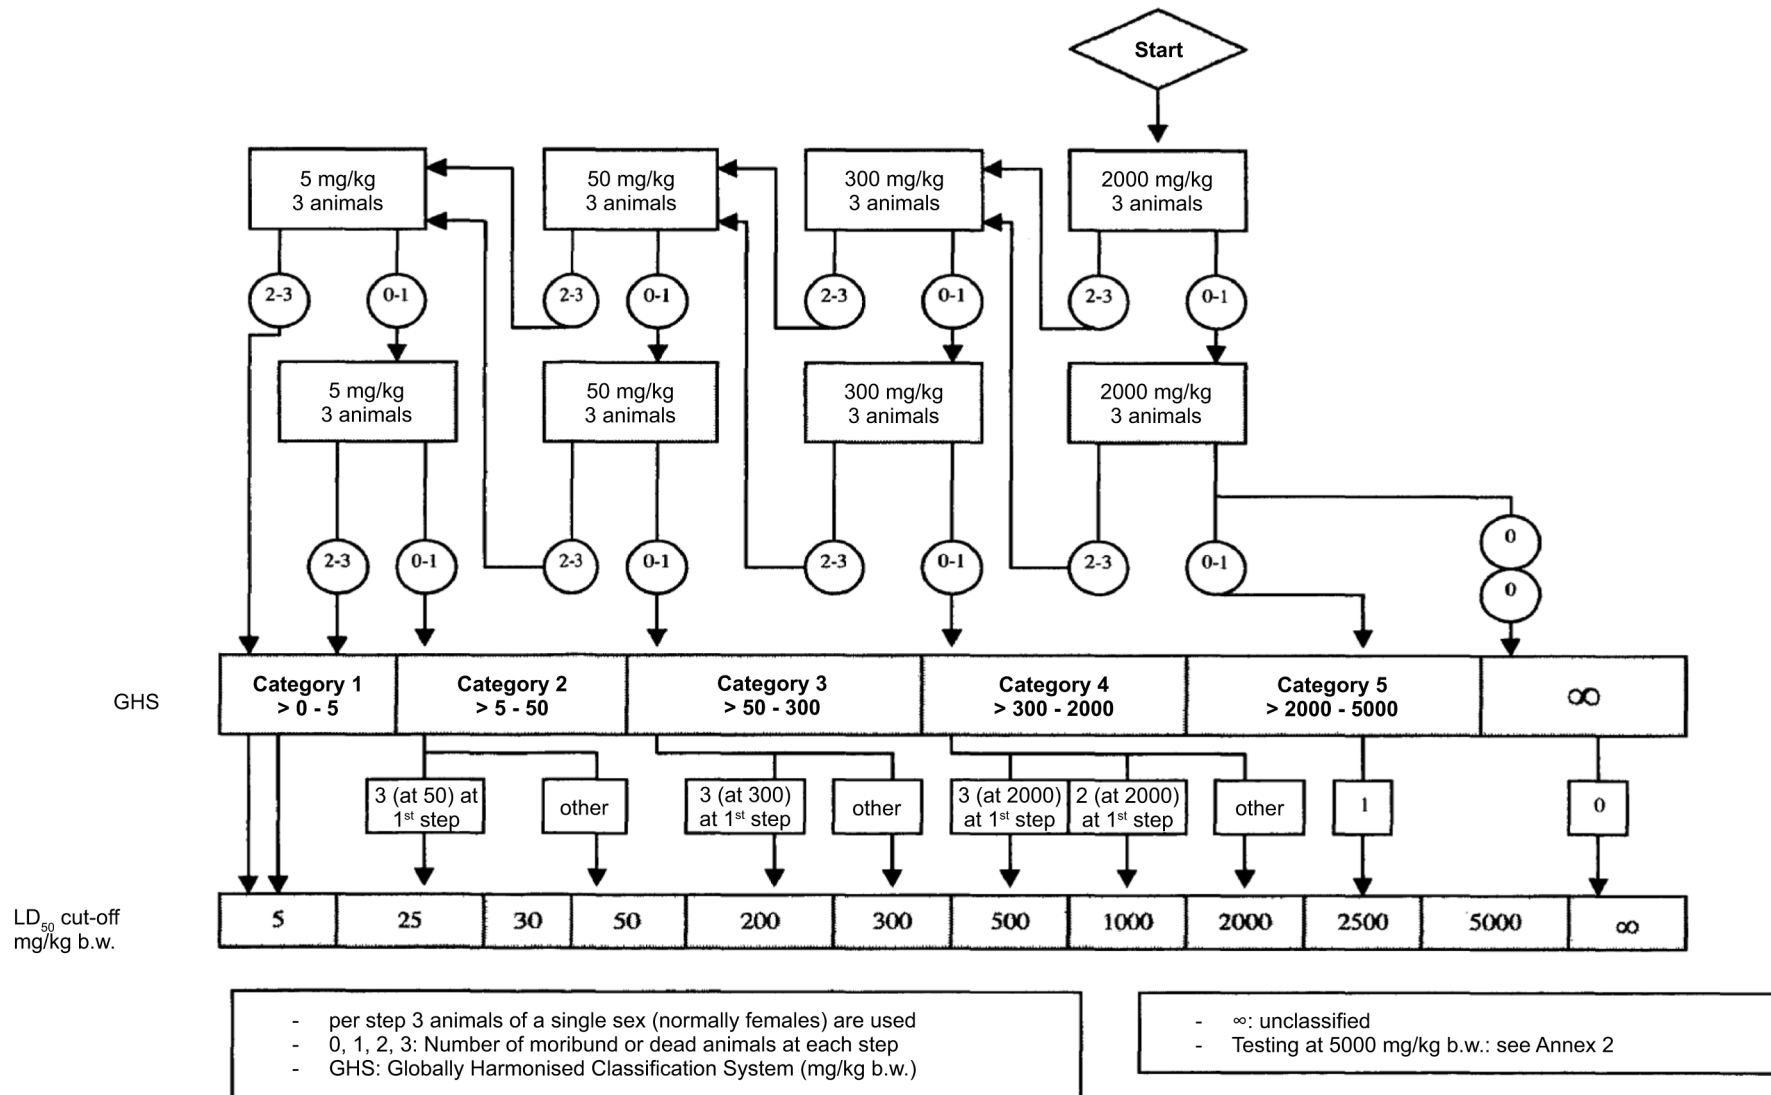 Start
5 mg/kg
3 animals
50 mg/kg
3 animals
300 mg/kg
3 animals
2000 mg/kg
3 animals
2-3
0-1
2-3
0-1
2-3
0-1
2-3
0-1
5 mg/kg
3 animals
50 mg/kg
3 animals
300 mg/kg
3 animals
2000 mg/kg
3 animals
2-3
0-1
2-3
0-1
2-3
0-1
2-3
0-1
0
0
GHS
Category 1
> 0 - 5
Category 2
> 5 - 50
Category 3
> 50 - 300
Category 4
> 300 - 2000
Category 5
> 2000 - 5000
∞
3 (at 50) at
1st step
other
3 (at 300)
at 1st step
other
3 (at 2000)
at 1st step
2 (at 2000)
at 1st step
other
1
0
LD50 cut-off
mg/kg b.w.
5
25
30
50
200
300
500
1000
2000
2500
5000
∞
- per step 3 animals of a single sex (normally females) are used
- 0, 1, 2, 3: Number of moribund or dead animals at each step
- GHS: Globally Harmonised Classification System (mg/kg b.w.)
- ∞: unclassified
- Testing at 5000 mg/kg b.w.: see Annex 2